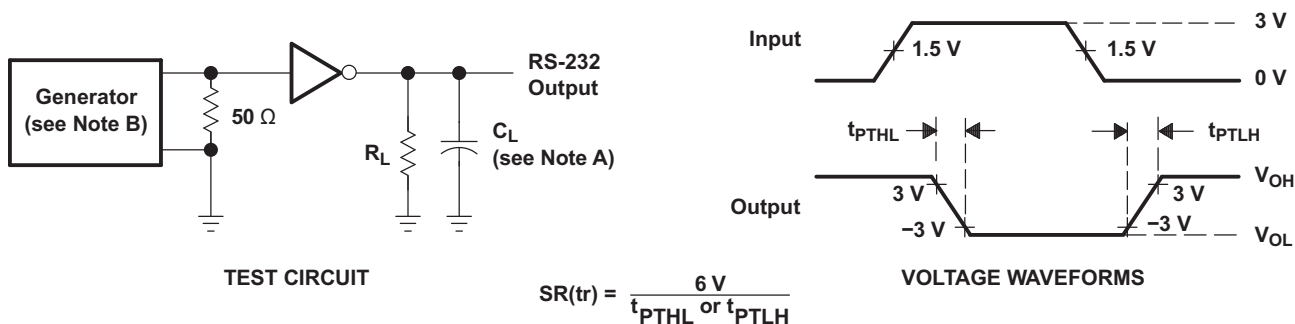 Generator
(see Note B)
50 Ω
RS-232
Output
R_L
C_L
(see Note A)
TEST CIRCUIT
Input
1.5 V
1.5 V
3 V
0 V
t_PTHL
t_PTLH
Output
3 V
−3 V
3 V
−3 V
V_OH
V_OL
VOLTAGE WAVEFORMS
SR(tr) = 6 V / t_PTHL or t_PTLH